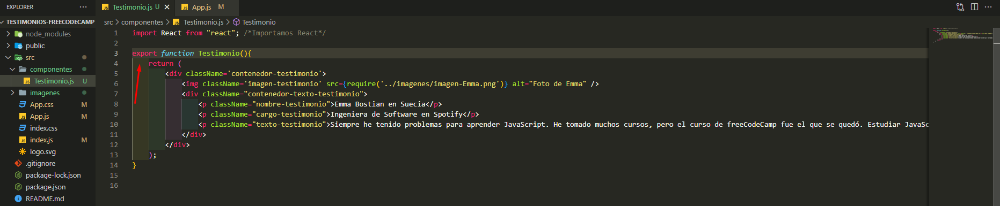 EXPLORER ···
TESTIMONIOS-FREECODECAMP
node_modules
public
src
componentes
Testimonio.js U
imagenes
App.css M
App.js M
index.css
index.js M
logo.svg
.gitignore
package-lock.json
package.json
README.md
Testimonio.js U App.js M
src > componentes > Testimonio.js > Testimonio
1 import React from "react"; /*Importamos React*/
2
3 export function Testimonio(){
4 return (
5 <div className='contenedor-testimonio'>
6 <img className='imagen-testimonio' src={require('../imagenes/imagen-Emma.png')} alt="Foto de Emma" />
7 <div className="contenedor-texto-testimonio">
8 <p className="nombre-testimonio">Emma Bostian en Suecia</p>
9 <p className="cargo-testimonio">Ingeniera de Software en Spotify</p>
10 <p className="texto-testimonio">Siempre he tenido problemas para aprender JavaScript. He tomado muchos cursos, pero el curso de freeCodeCamp fue el que se quedó. Estudiar JavaSc
11 </div>
12 </div>
13 );
14 }
15
16